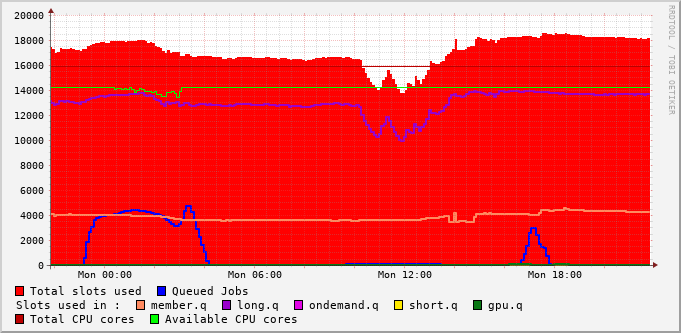 20000
18000
16000
14000
12000
10000
8000
6000
4000
2000
0
Mon 00:00 Mon 06:00 Mon 12:00 Mon 18:00
Total slots used Queued Jobs
Slots used in : member.q long.q ondemand.q short.q gpu.q
Total CPU cores Available CPU cores
RRDTOOL / TOBI OETIKER